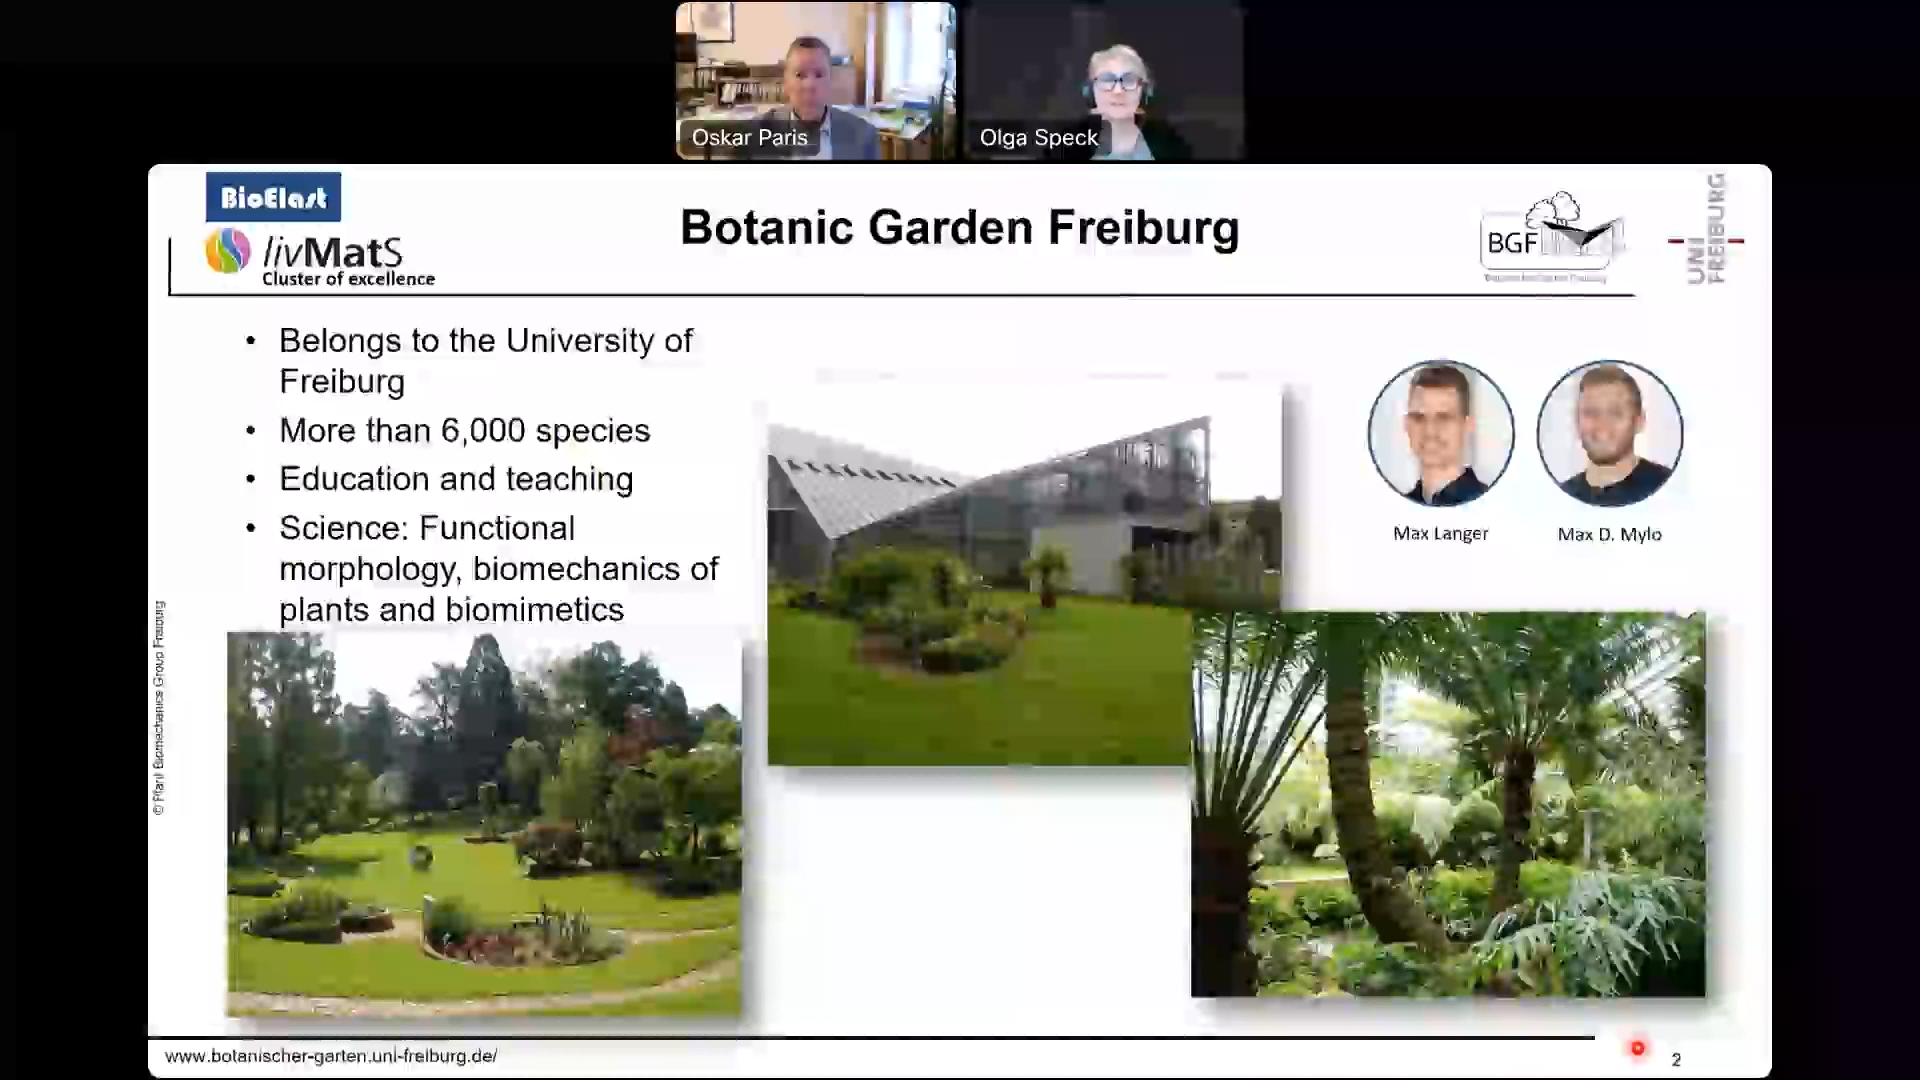 Oskar Paris
Olga Speck
BioElast
livMatS
Cluster of excellence
Botanic Garden Freiburg
BGF
UNI
FREIBURG
• Belongs to the University of
Freiburg
• More than 6,000 species
• Education and teaching
• Science: Functional
morphology, biomechanics of
plants and biomimetics
Max Langer
Max D. Mylo
© Plant Biomechanics Group Freiburg
www.botanischer-garten.uni-freiburg.de/
2